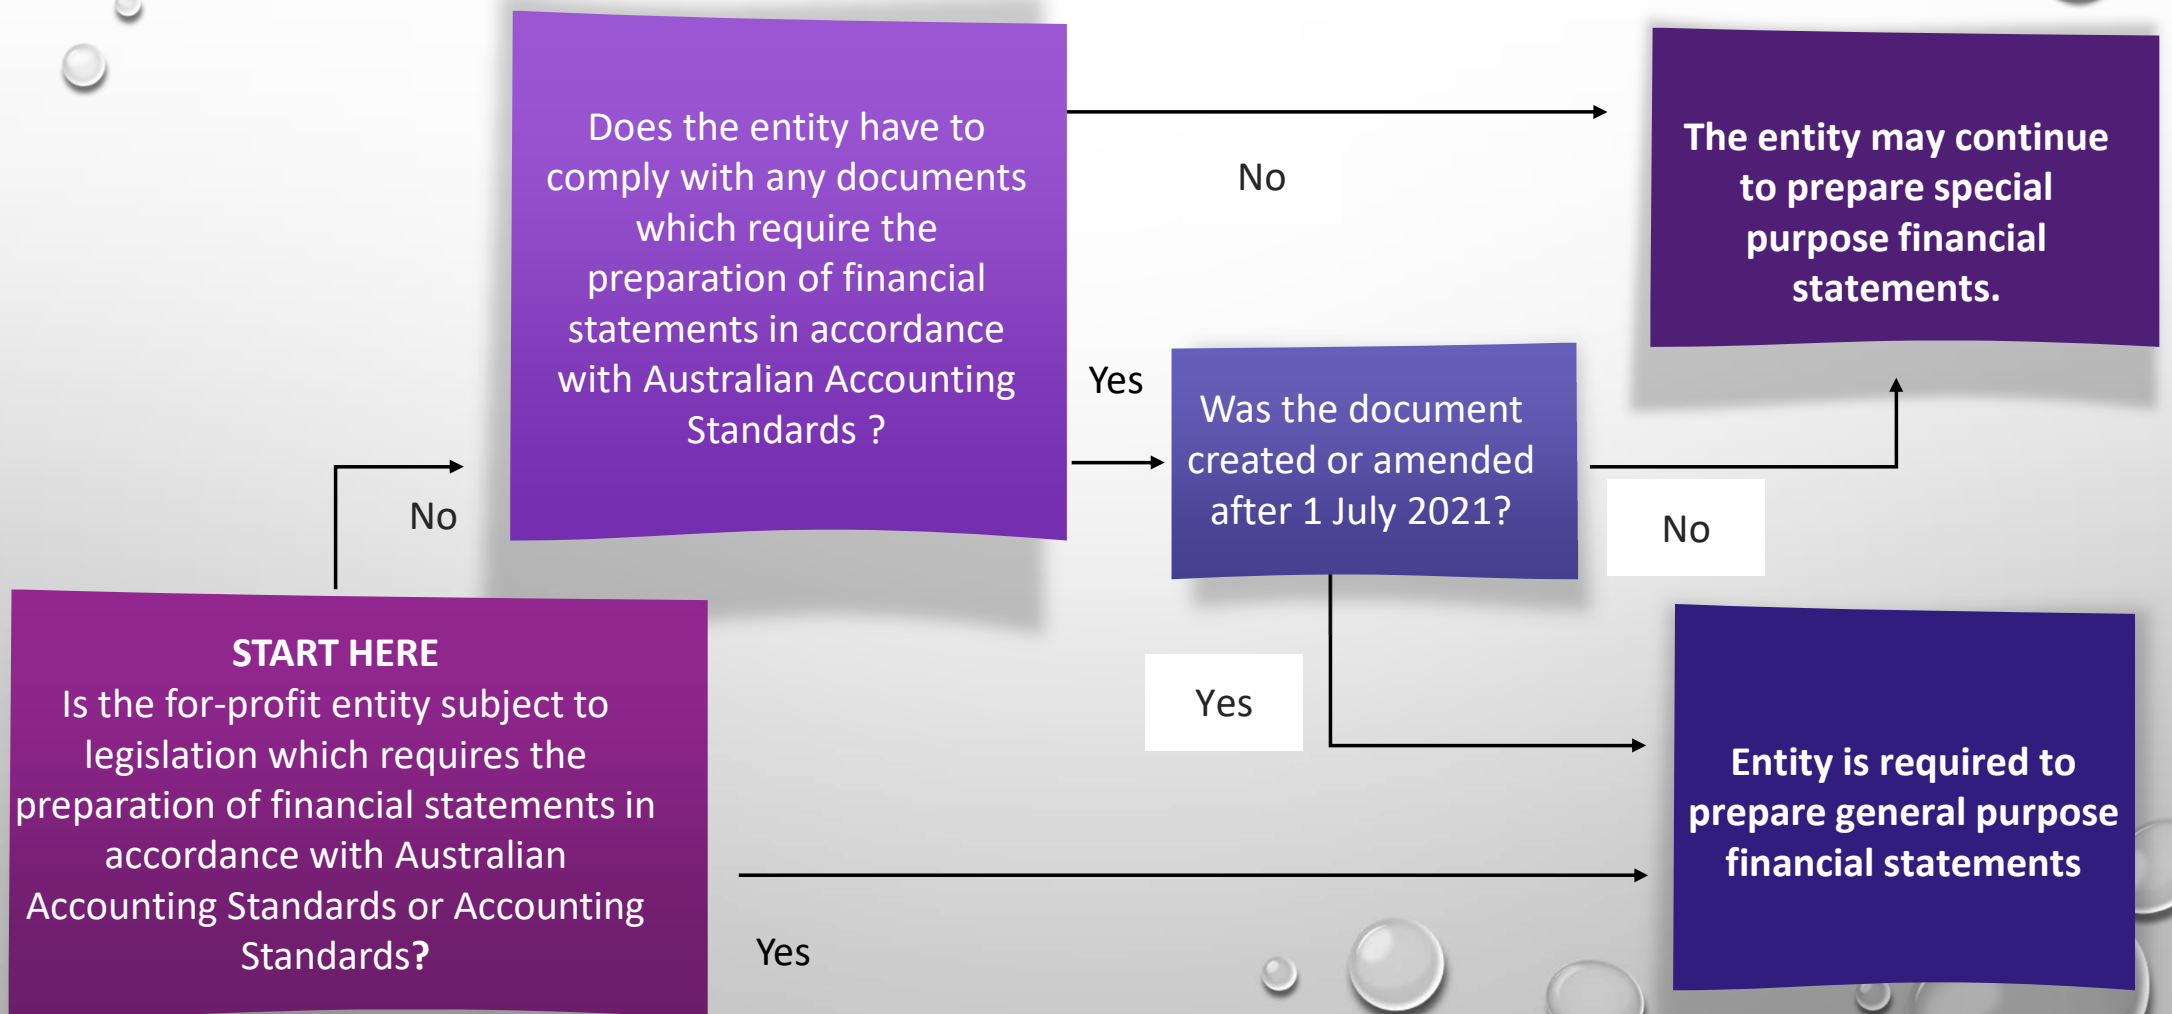 Does the entity have to
comply with any documents
which require the
preparation of financial
statements in accordance
with Australian Accounting
Standards ?
No
The entity may continue
to prepare special
purpose financial
statements.
Yes
Was the document
created or amended
after 1 July 2021?
No
No
START HERE
Is the for-profit entity subject to
legislation which requires the
preparation of financial statements in
accordance with Australian
Accounting Standards or Accounting
Standards?
Yes
Yes
Entity is required to
prepare general purpose
financial statements